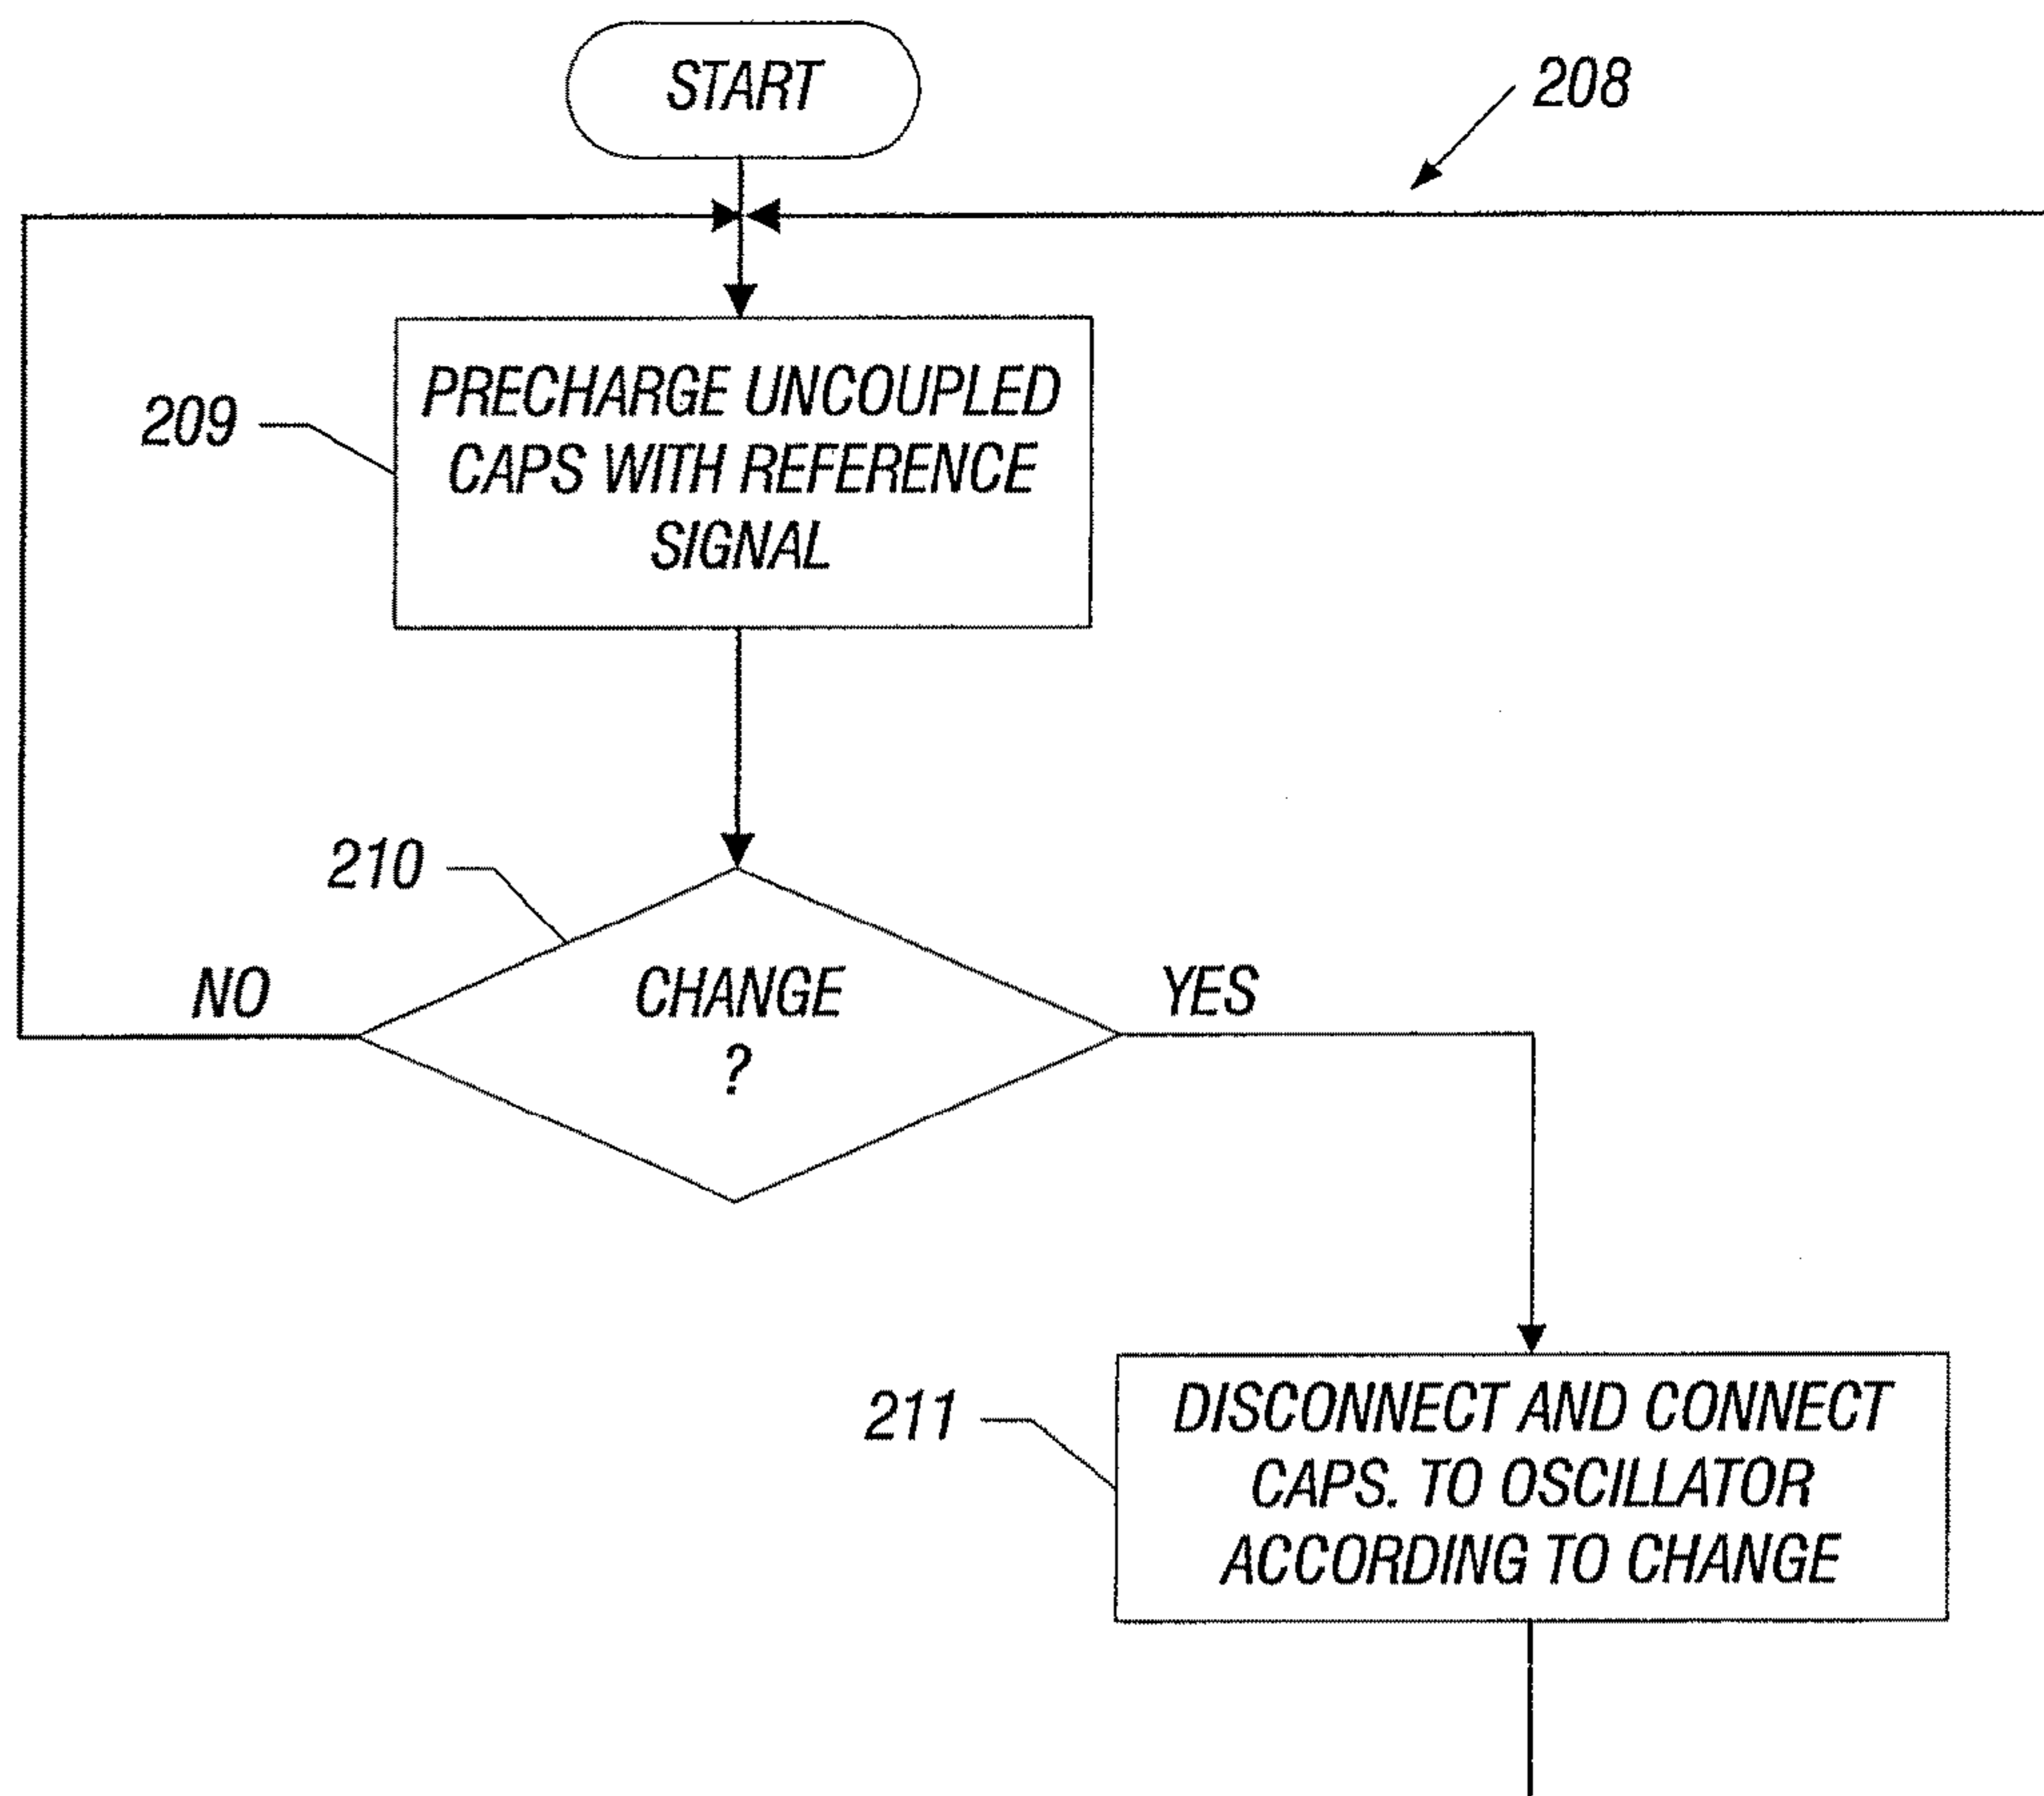 START
208
PRECHARGE UNCOUPLED
CAPS WITH REFERENCE
SIGNAL
209
210
CHANGE
?
NO
YES
211
DISCONNECT AND CONNECT
CAPS. TO OSCILLATOR
ACCORDING TO CHANGE